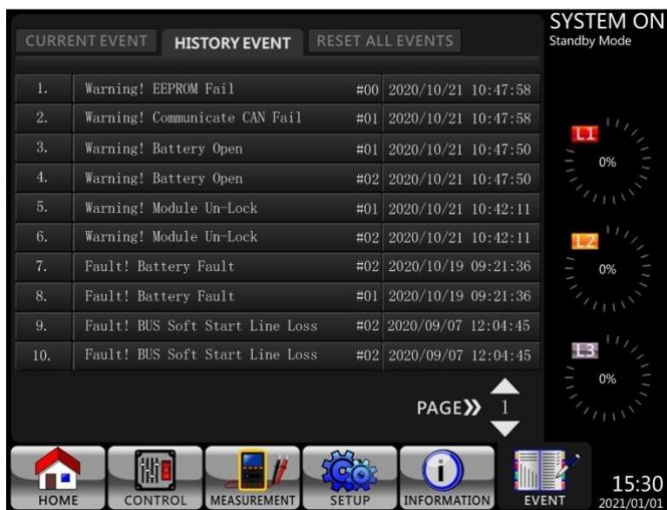 SYSTEM ON
Standby Mode
CURRENT EVENT HISTORY EVENT RESET ALL EVENTS
1. Warning! EEPROM Fail #00 2020/10/21 10:47:58
2. Warning! Communicate CAN Fail #01 2020/10/21 10:47:58
3. Warning! Battery Open #01 2020/10/21 10:47:50
4. Warning! Battery Open #02 2020/10/21 10:47:50
5. Warning! Module Un-Lock #01 2020/10/21 10:42:11
6. Warning! Module Un-Lock #02 2020/10/21 10:42:11
7. Fault! Battery Fault #02 2020/10/19 09:21:36
8. Fault! Battery Fault #01 2020/10/19 09:21:36
9. Fault! BUS Soft Start Line Loss #02 2020/09/07 12:04:45
10. Fault! BUS Soft Start Line Loss #02 2020/09/07 12:04:45
PAGE 1
L1
0%
L2
0%
L3
0%
HOME CONTROL MEASUREMENT SETUP INFORMATION EVENT
15:30
2021/01/01